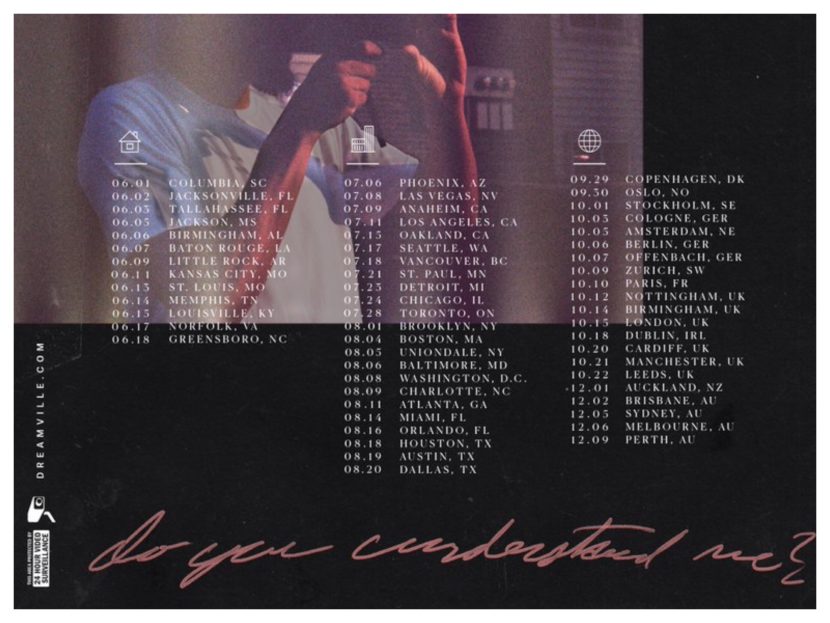 06.01 COLUMBIA, SC
06.02 JACKSONVILLE, FL
06.03 TALLAHASSEE, FL
06.05 JACKSON, MS
06.06 BIRMINGHAM, AL
06.07 BATON ROUGE, LA
06.09 LITTLE ROCK, AR
06.11 KANSAS CITY, MO
06.13 ST. LOUIS, MO
06.14 MEMPHIS, TN
06.15 LOUISVILLE, KY
06.17 NORFOLK, VA
06.18 GREENSBORO, NC
07.06 PHOENIX, AZ
07.08 LAS VEGAS, NV
07.09 ANAHEIM, CA
07.11 LOS ANGELES, CA
07.15 OAKLAND, CA
07.17 SEATTLE, WA
07.18 VANCOUVER, BC
07.21 ST. PAUL, MN
07.23 DETROIT, MI
07.24 CHICAGO, IL
07.28 TORONTO, ON
08.01 BROOKLYN, NY
08.04 BOSTON, MA
08.05 UNIONDALE, NY
08.06 BALTIMORE, MD
08.08 WASHINGTON, D.C.
08.09 CHARLOTTE, NC
08.11 ATLANTA, GA
08.14 MIAMI, FL
08.16 ORLANDO, FL
08.18 HOUSTON, TX
08.19 AUSTIN, TX
08.20 DALLAS, TX
09.29 COPENHAGEN, DK
09.30 OSLO, NO
10.01 STOCKHOLM, SE
10.03 COLOGNE, GER
10.05 AMSTERDAM, NE
10.06 BERLIN, GER
10.07 OFFENBACH, GER
10.09 ZURICH, SW
10.10 PARIS, FR
10.12 NOTTINGHAM, UK
10.14 BIRMINGHAM, UK
10.15 LONDON, UK
10.18 DUBLIN, IRL
10.20 CARDIFF, UK
10.21 MANCHESTER, UK
10.22 LEEDS, UK
12.01 AUCKLAND, NZ
12.02 BRISBANE, AU
12.05 SYDNEY, AU
12.06 MELBOURNE, AU
12.09 PERTH, AU
DREAMVILLE.COM
24 HOUR VIDEO
SURVEILLANCE
do you understand me?